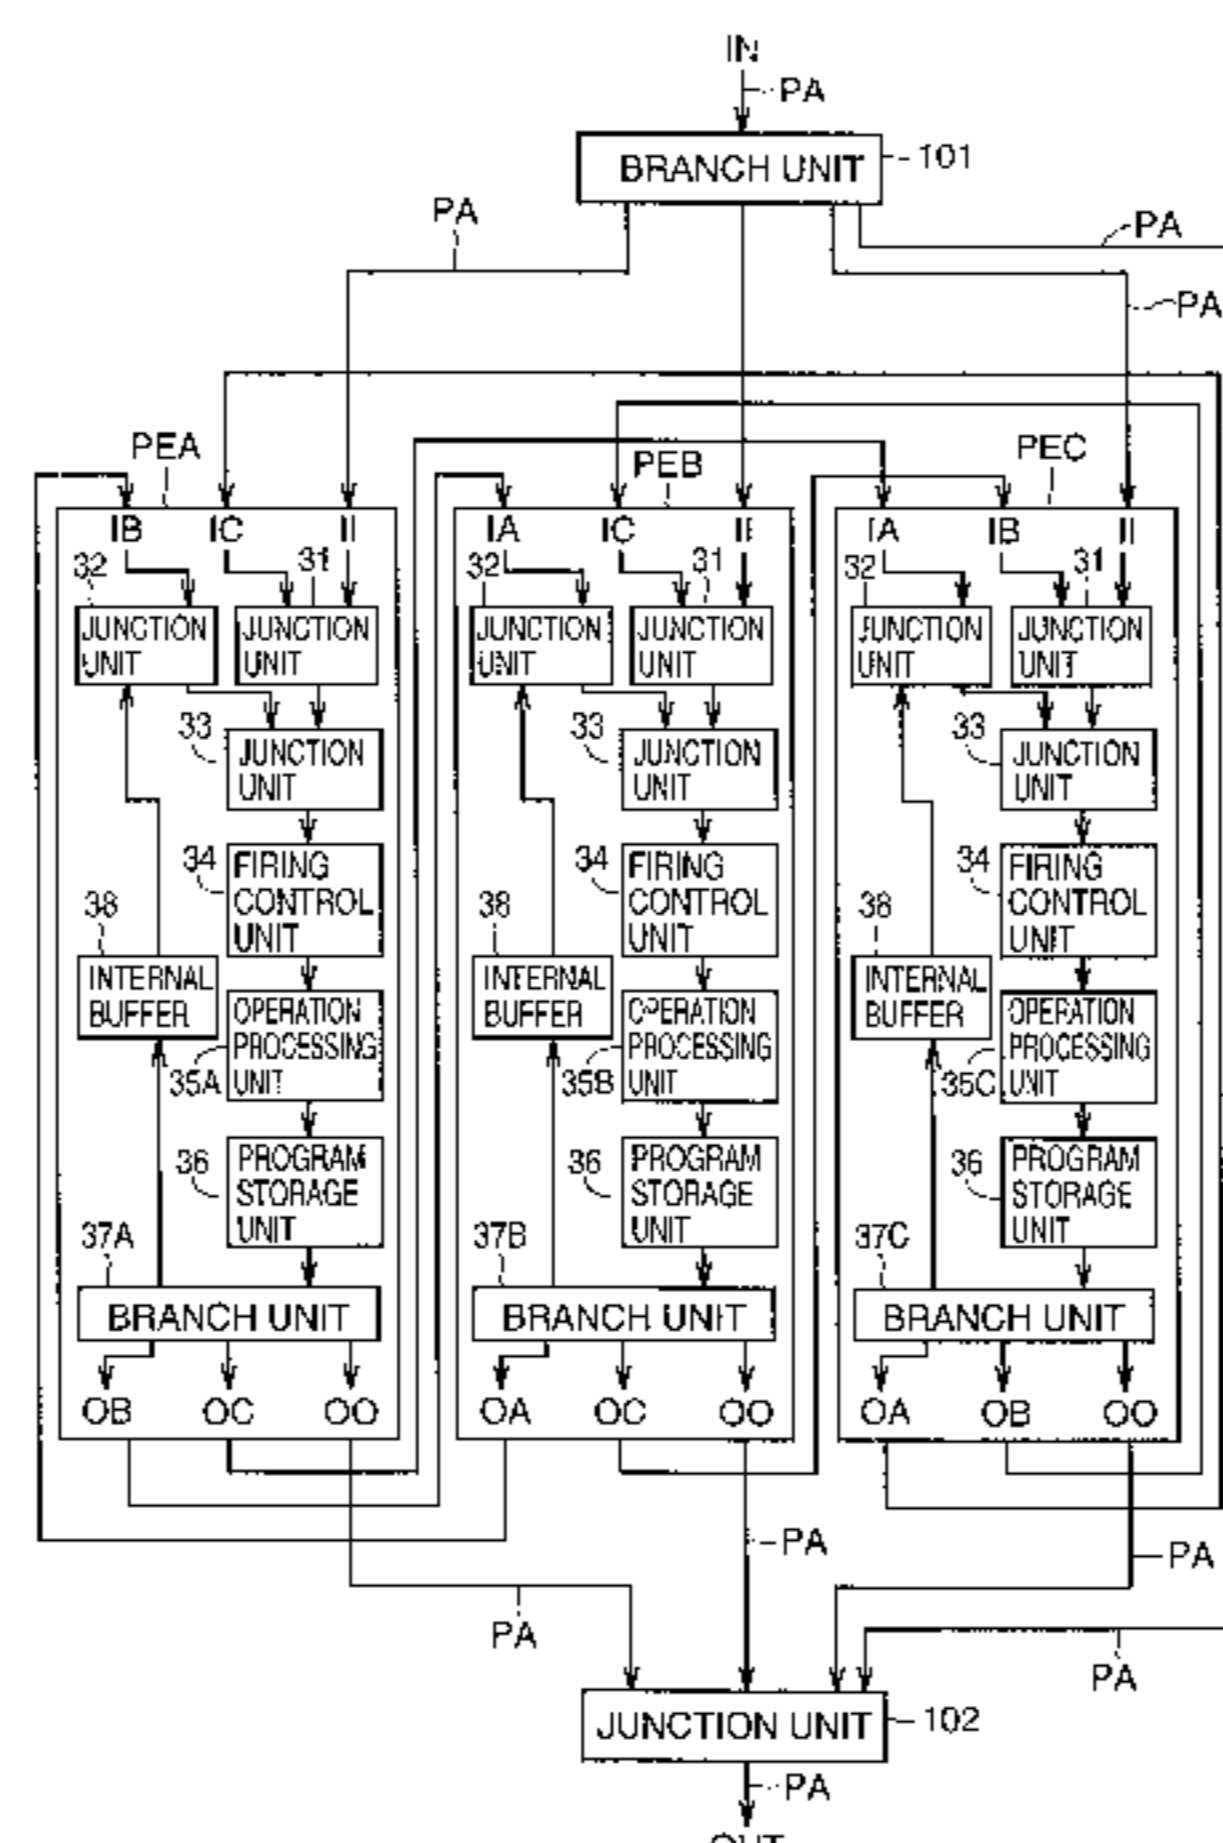 IN
PA
BRANCH UNIT
101
PA
PA
PA
PEA
PEB
PEC
IB IC II
IA IC II
IA IB II
32 31
32 31
32 31
JUNCTION
UNIT
JUNCTION
UNIT
JUNCTION
UNIT
JUNCTION
UNIT
JUNCTION
UNIT
JUNCTION
UNIT
33
JUNCTION
UNIT
33
JUNCTION
UNIT
33
JUNCTION
UNIT
34
FIRING
CONTROL
UNIT
34
FIRING
CONTROL
UNIT
34
FIRING
CONTROL
UNIT
38
INTERNAL
BUFFER
38
INTERNAL
BUFFER
38
INTERNAL
BUFFER
35A
OPERATION
PROCESSING
UNIT
35B
OPERATION
PROCESSING
UNIT
35C
OPERATION
PROCESSING
UNIT
36
PROGRAM
STORAGE
UNIT
36
PROGRAM
STORAGE
UNIT
36
PROGRAM
STORAGE
UNIT
37A
BRANCH UNIT
37B
BRANCH UNIT
37C
BRANCH UNIT
OB OC OO
OA OC OO
OA OB OO
PA
PA
PA
PA
JUNCTION UNIT
102
PA
OUT